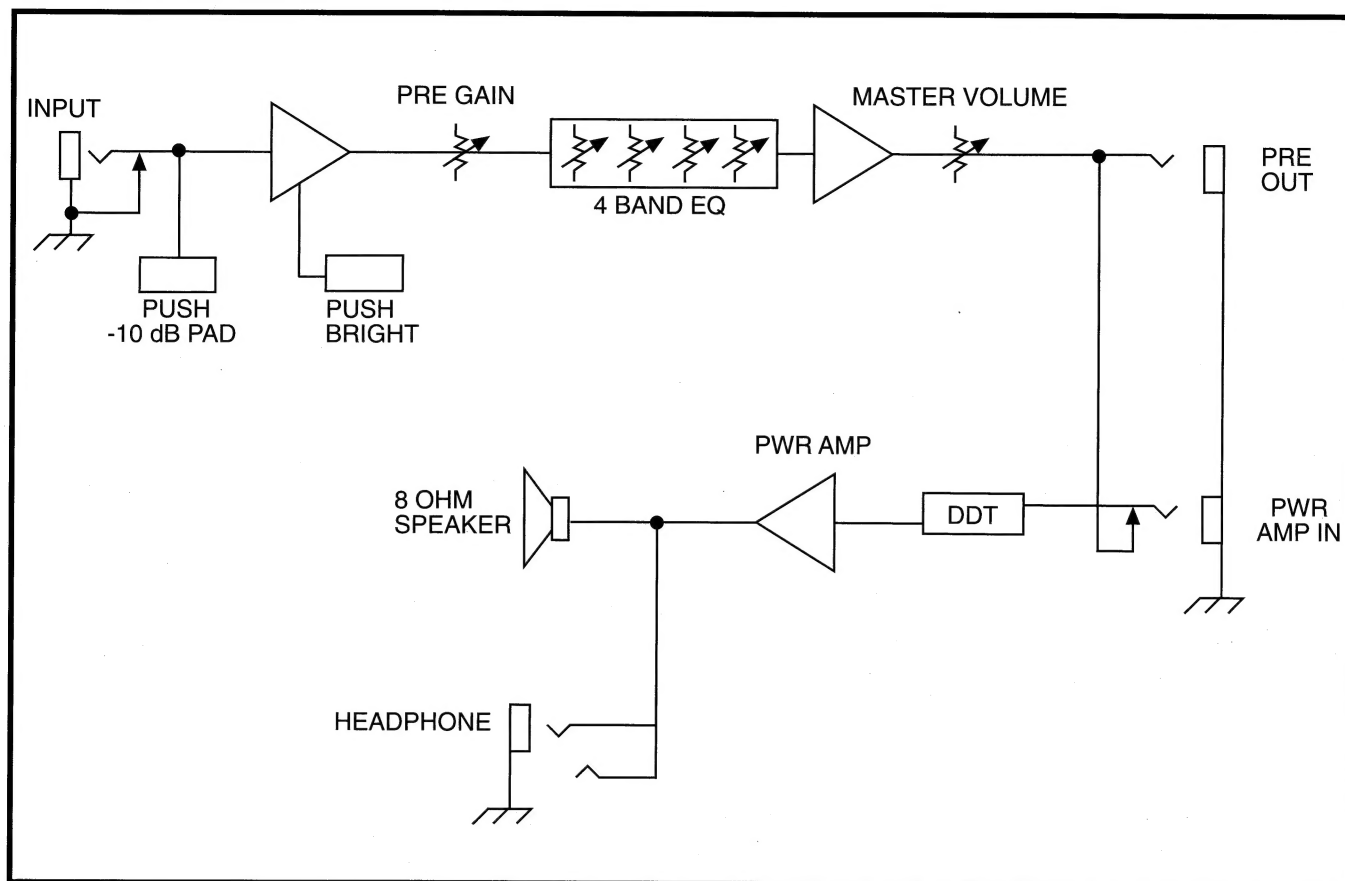 INPUT
PRE GAIN
MASTER VOLUME
PRE
OUT
4 BAND EQ
PUSH
-10 dB PAD
PUSH
BRIGHT
PWR AMP
8 OHM
SPEAKER
DDT
PWR
AMP IN
HEADPHONE